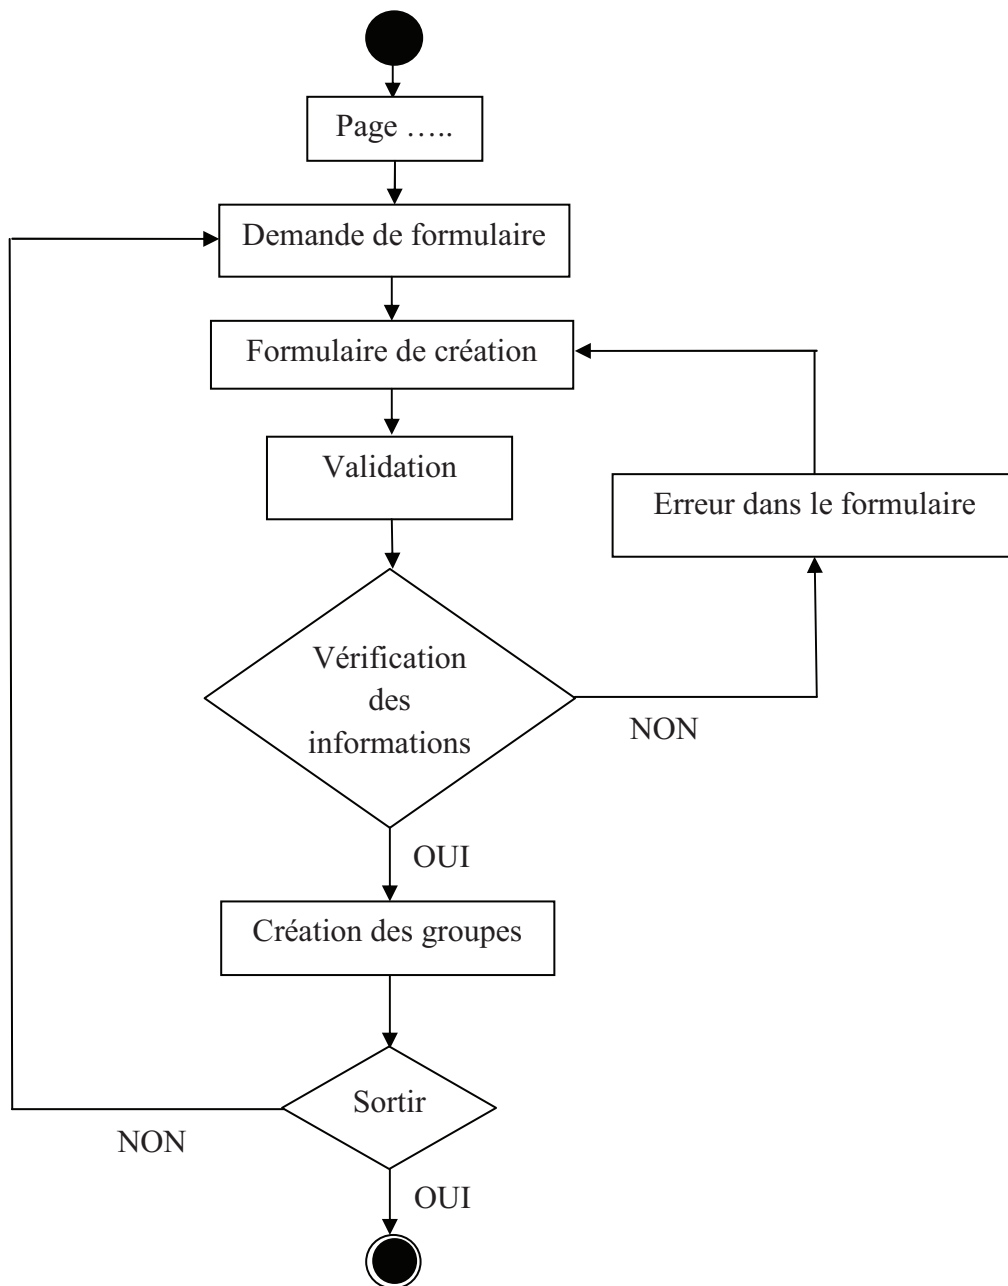 Page …..
Demande de formulaire
Formulaire de création
Validation
Erreur dans le formulaire
Vérification
des
informations
NON
OUI
Création des groupes
Sortir
NON
OUI